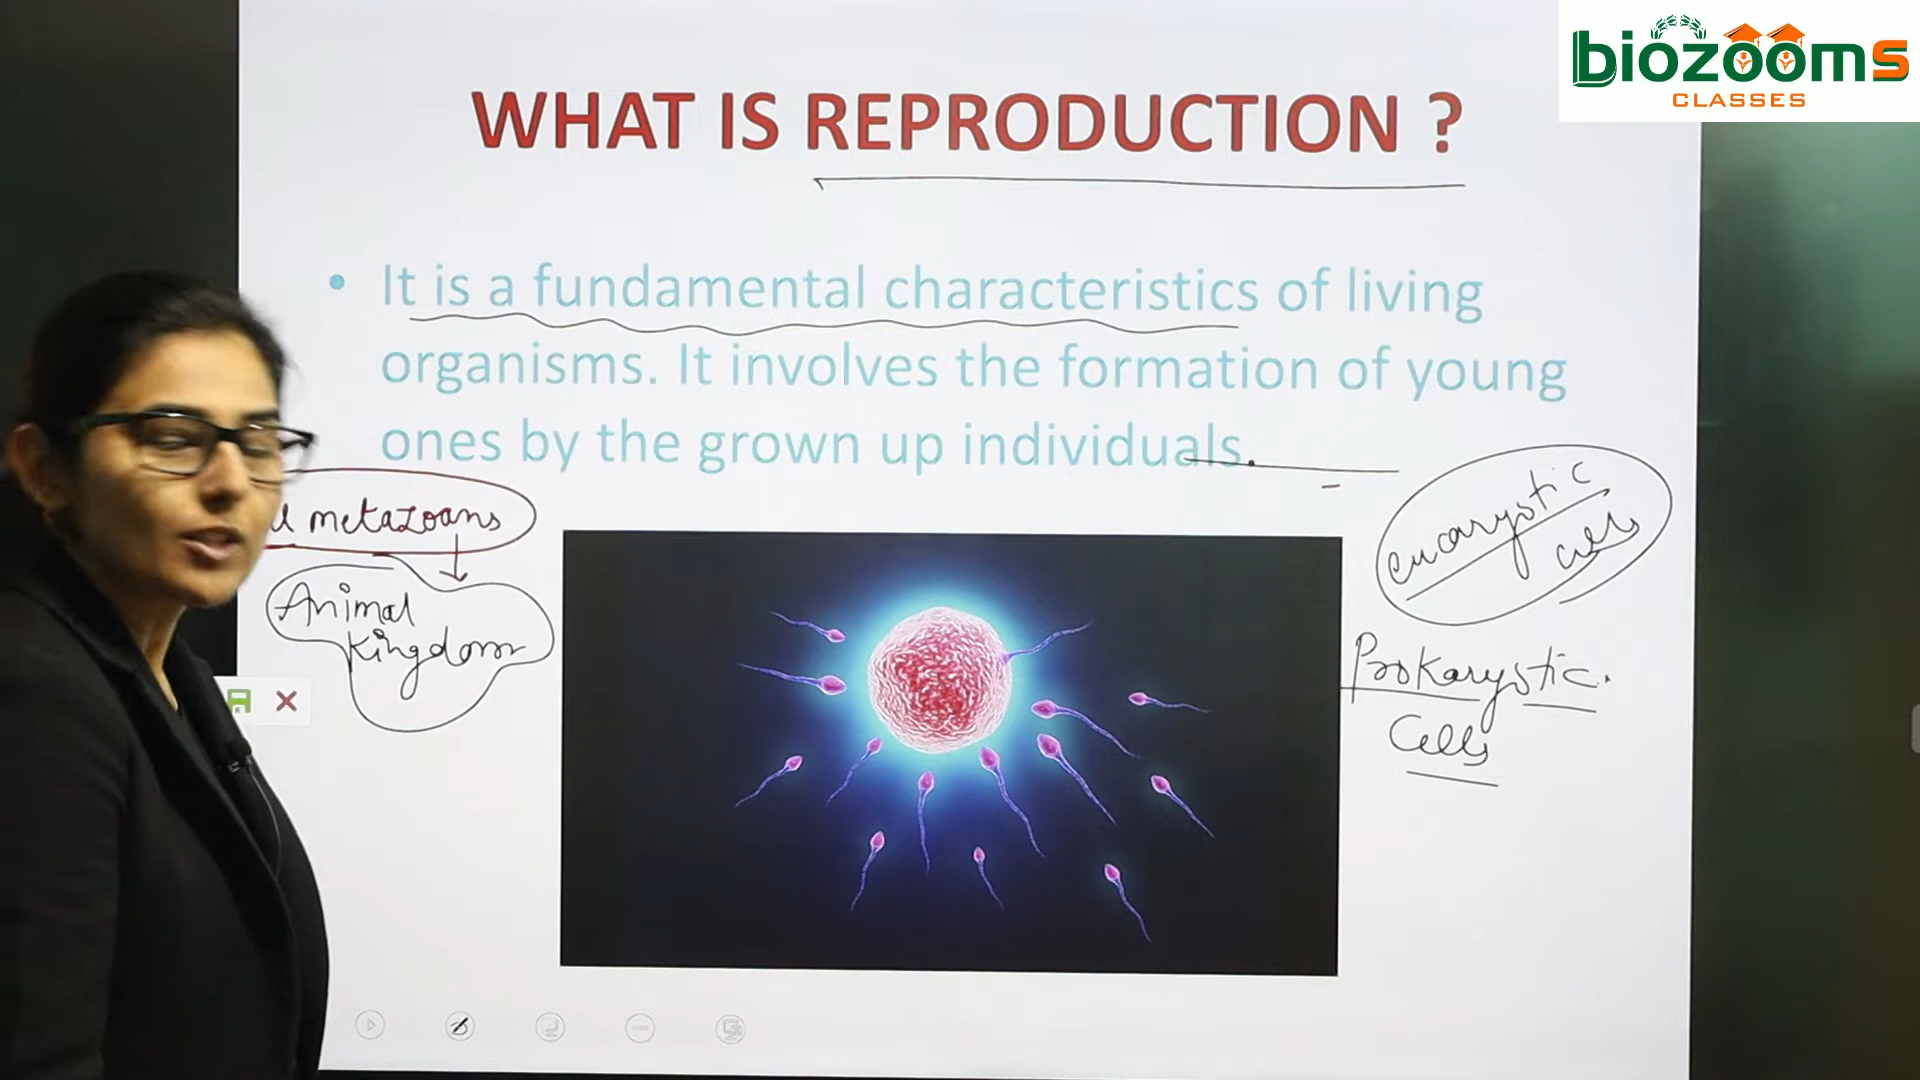 biozooms
CLASSES
WHAT IS REPRODUCTION ?
• It is a fundamental characteristics of living
organisms. It involves the formation of young
ones by the grown up individuals.
metazoans
Animal
Kingdom
eucaryotic
cells
Prokaryotic.
Cells